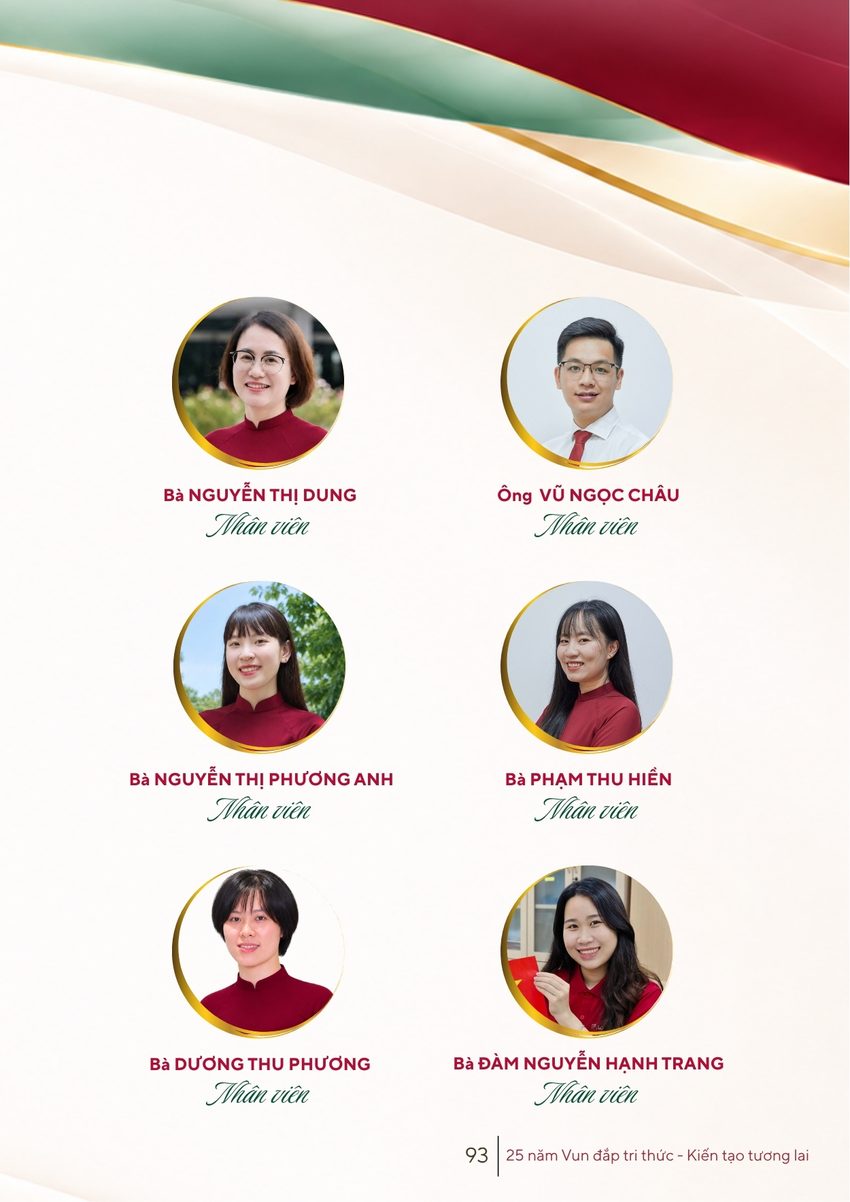 Bà NGUYỄN THỊ DUNG
Nhân viên
Ông VŨ NGỌC CHÂU
Nhân viên
Bà NGUYỄN THỊ PHƯƠNG ANH
Nhân viên
Bà PHẠM THU HIỀN
Nhân viên
Bà DƯƠNG THU PHƯƠNG
Nhân viên
Bà ĐÀM NGUYỄN HẠNH TRANG
Nhân viên
93 25 năm Vun đắp tri thức - Kiến tạo tương lai